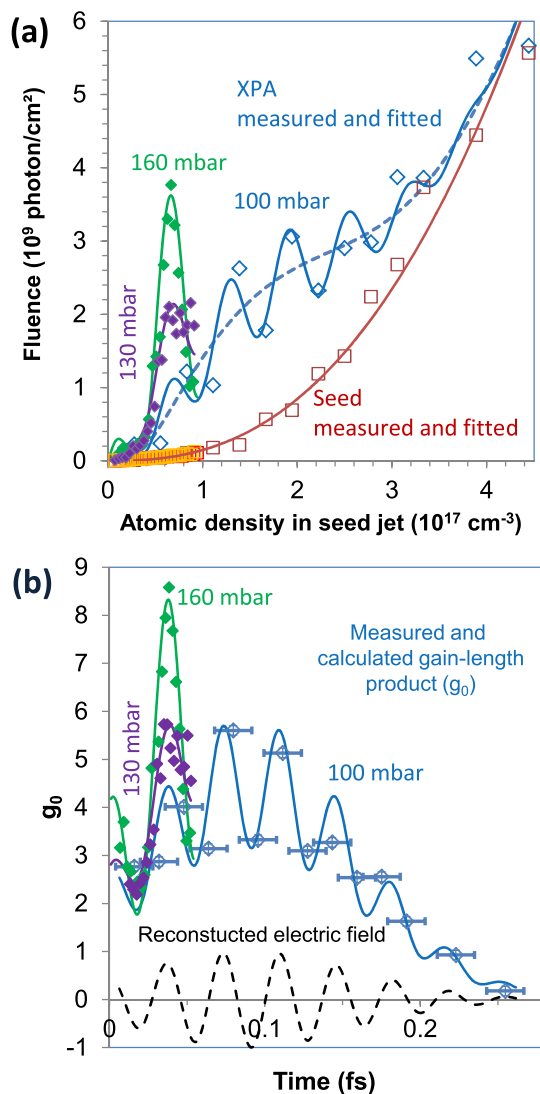 (a)
6
5
4
3
2
1
0
Fluence (10⁹ photon/cm²)
XPA
measured and fitted
160 mbar
100 mbar
130 mbar
Seed
measured and fitted
0 1 2 3 4
Atomic density in seed jet (10¹⁷ cm⁻³)
(b)
9
8
7
6
5
4
3
2
1
0
-1
g₀
160 mbar
Measured and
calculated gain-length
product (g₀)
130 mbar
100 mbar
Reconstucted electric field
0 0.1 0.2
Time (fs)